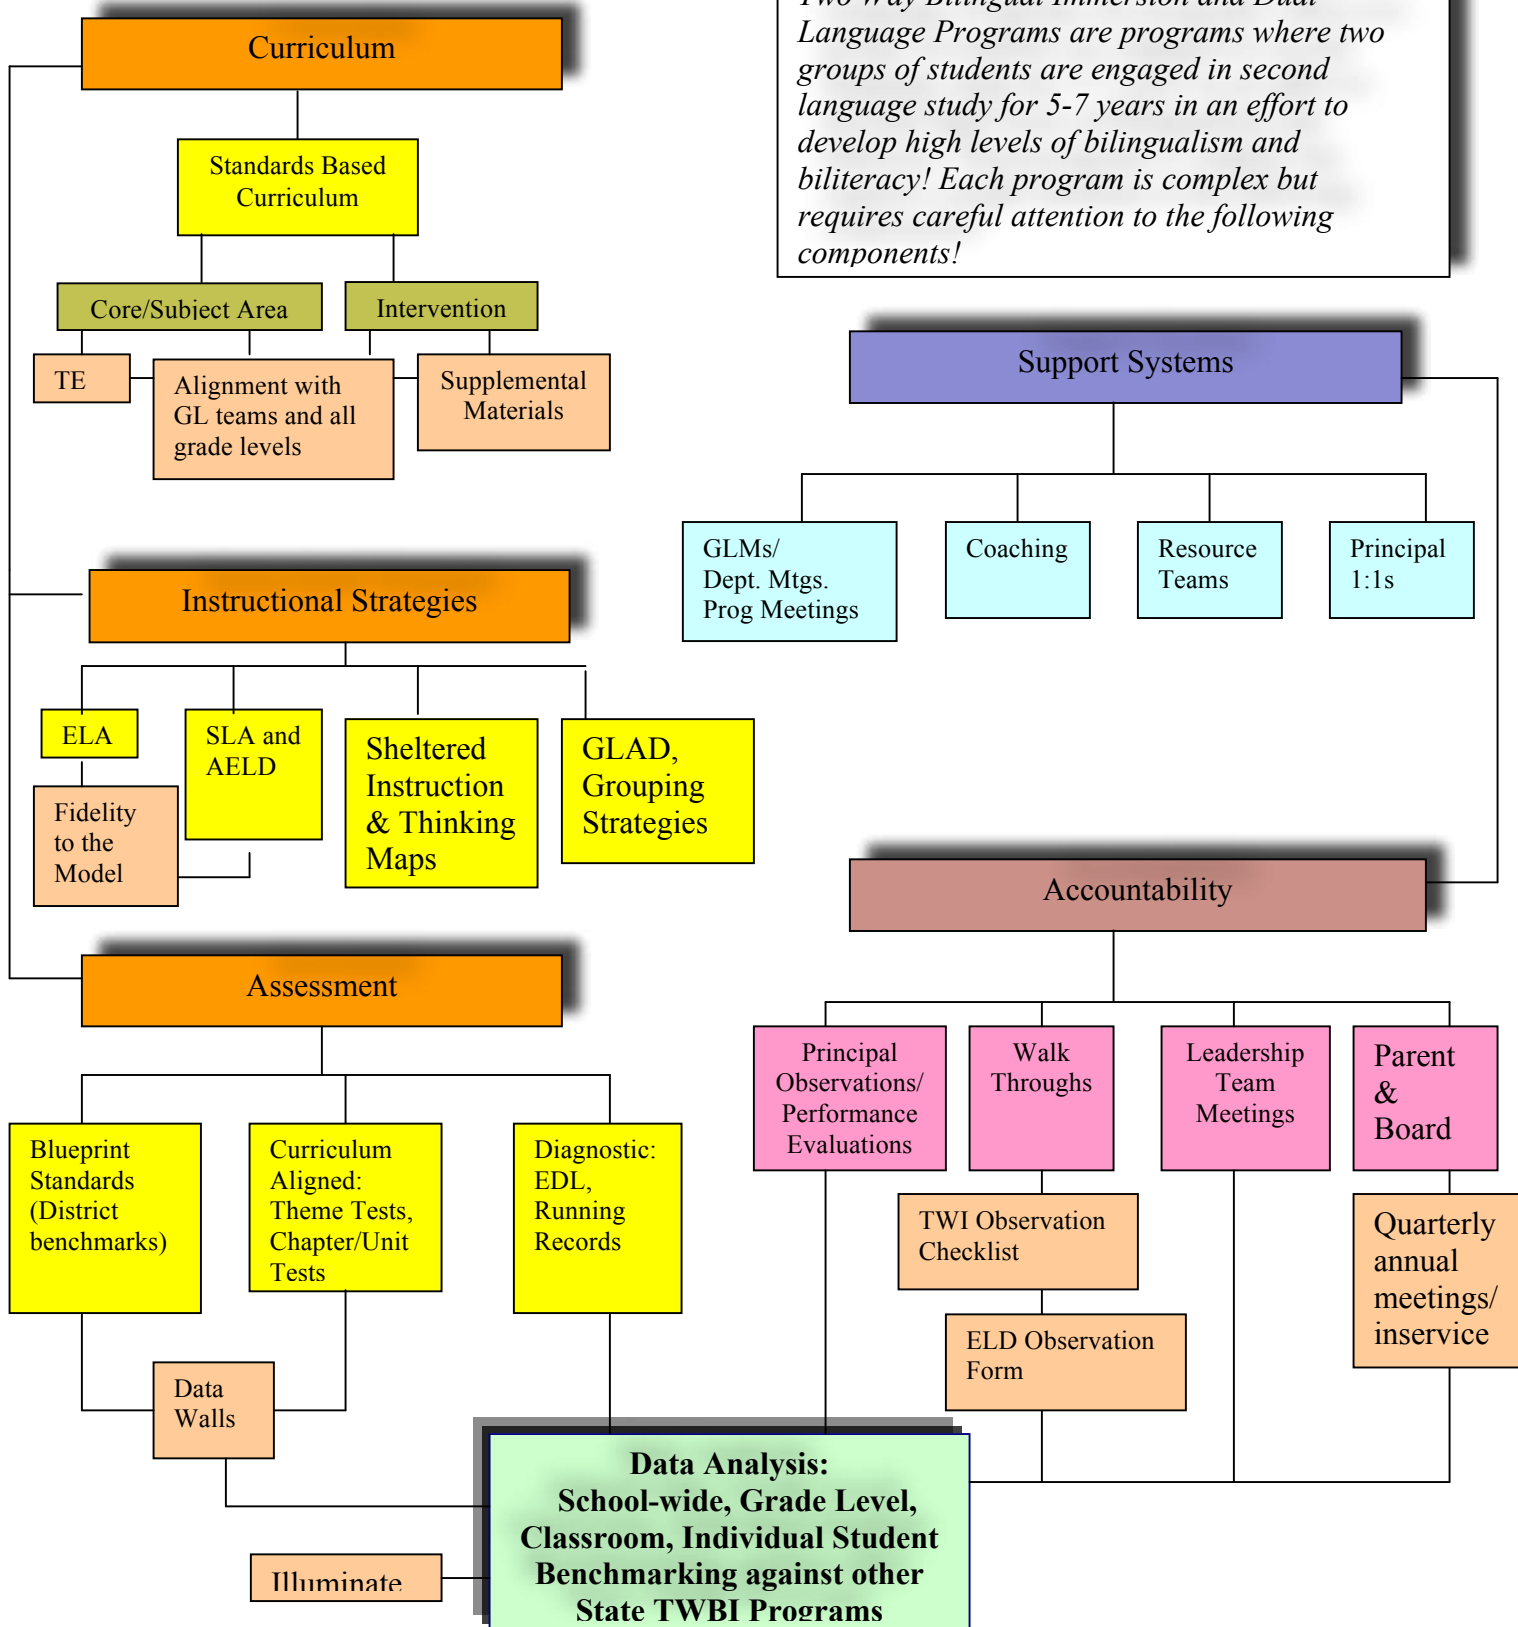 Two Way Bilingual Immersion and Dual
Language Programs are programs where two
groups of students are engaged in second
language study for 5-7 years in an effort to
develop high levels of bilingualism and
biliteracy! Each program is complex but
requires careful attention to the following
components!
Curriculum
Standards Based
Curriculum
Core/Subject Area
Intervention
TE
Alignment with
GL teams and all
grade levels
Supplemental
Materials
Support Systems
GLMs/
Dept. Mtgs.
Prog Meetings
Coaching
Resource
Teams
Principal
1:1s
Instructional Strategies
ELA
SLA and
AELD
Sheltered
Instruction
& Thinking
Maps
GLAD,
Grouping
Strategies
Fidelity
to the
Model
Accountability
Principal
Observations/
Performance
Evaluations
Walk
Throughs
Leadership
Team
Meetings
Parent
&
Board
TWI Observation
Checklist
ELD Observation
Form
Quarterly
annual
meetings/
inservice
Assessment
Blueprint
Standards
(District
benchmarks)
Curriculum
Aligned:
Theme Tests,
Chapter/Unit
Tests
Diagnostic:
EDL,
Running
Records
Data
Walls
Illuminate
Data Analysis:
School-wide, Grade Level,
Classroom, Individual Student
Benchmarking against other
State TWBI Programs